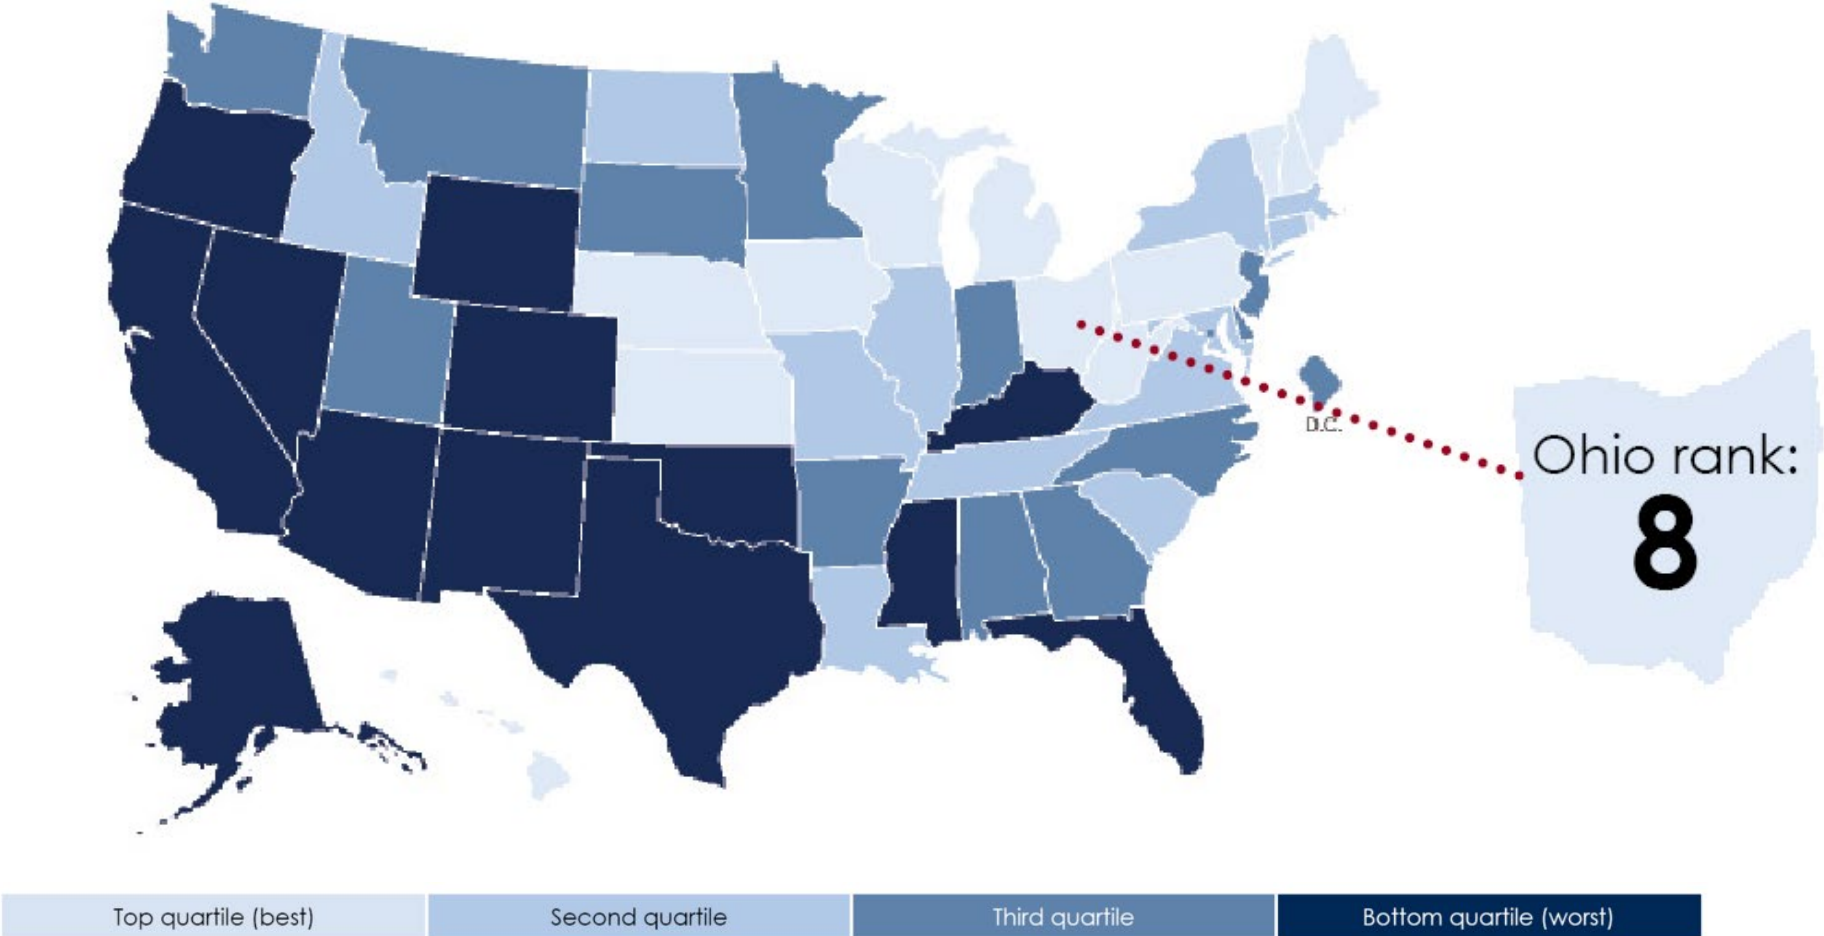 D.C.
Ohio rank:
8
Top quartile (best)
Second quartile
Third quartile
Bottom quartile (worst)